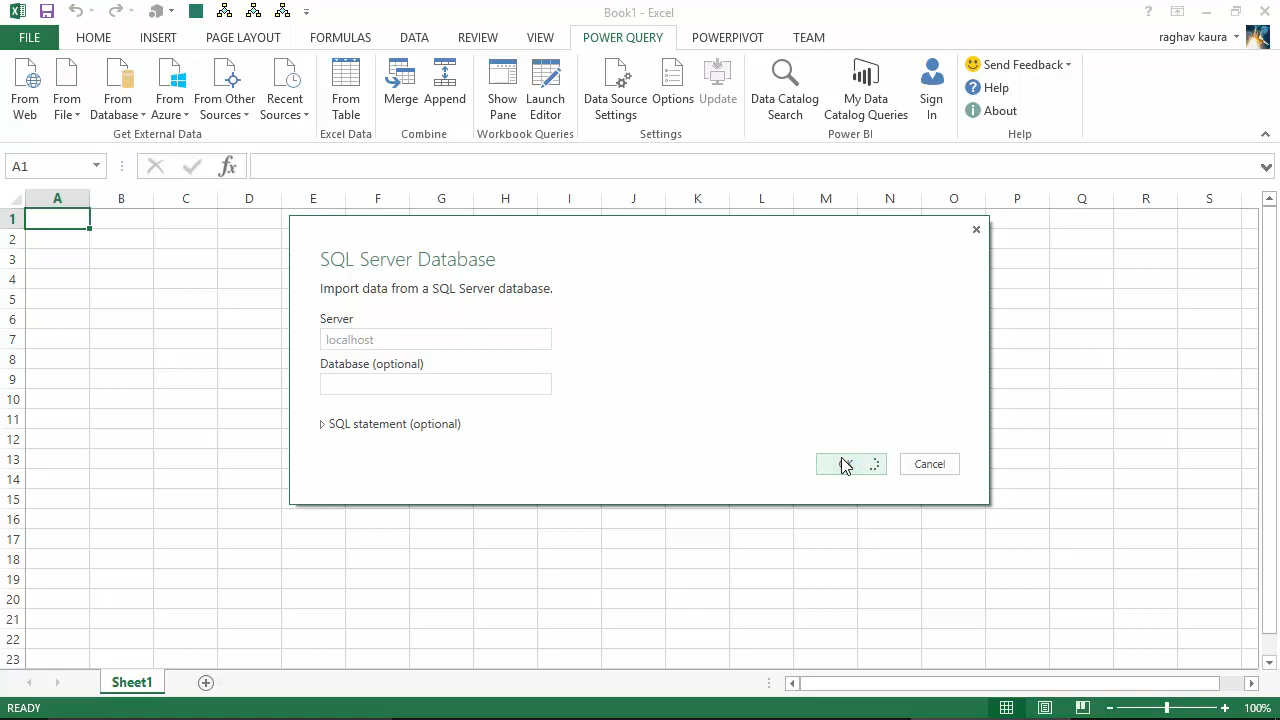 Book1 - Excel
?
FILE HOME INSERT PAGE LAYOUT FORMULAS DATA REVIEW VIEW POWER QUERY POWERPIVOT TEAM
raghav kaura
From Web
From File
From Database
From Azure
From Other Sources
Recent Sources
Get External Data
From Table
Excel Data
Merge
Append
Combine
Show Pane
Launch Editor
Workbook Queries
Data Source Settings
Options
Update
Settings
Data Catalog Search
My Data Catalog Queries
Sign In
Power BI
Send Feedback
Help
About
Help
A1
fx
A B C D E F G H I J K L M N O P Q R S
1
2
3
4
5
6
7
8
9
10
11
12
13
14
15
16
17
18
19
20
21
22
23
SQL Server Database
Import data from a SQL Server database.
Server
localhost
Database (optional)
SQL statement (optional)
Cancel
Sheet1
READY
100%